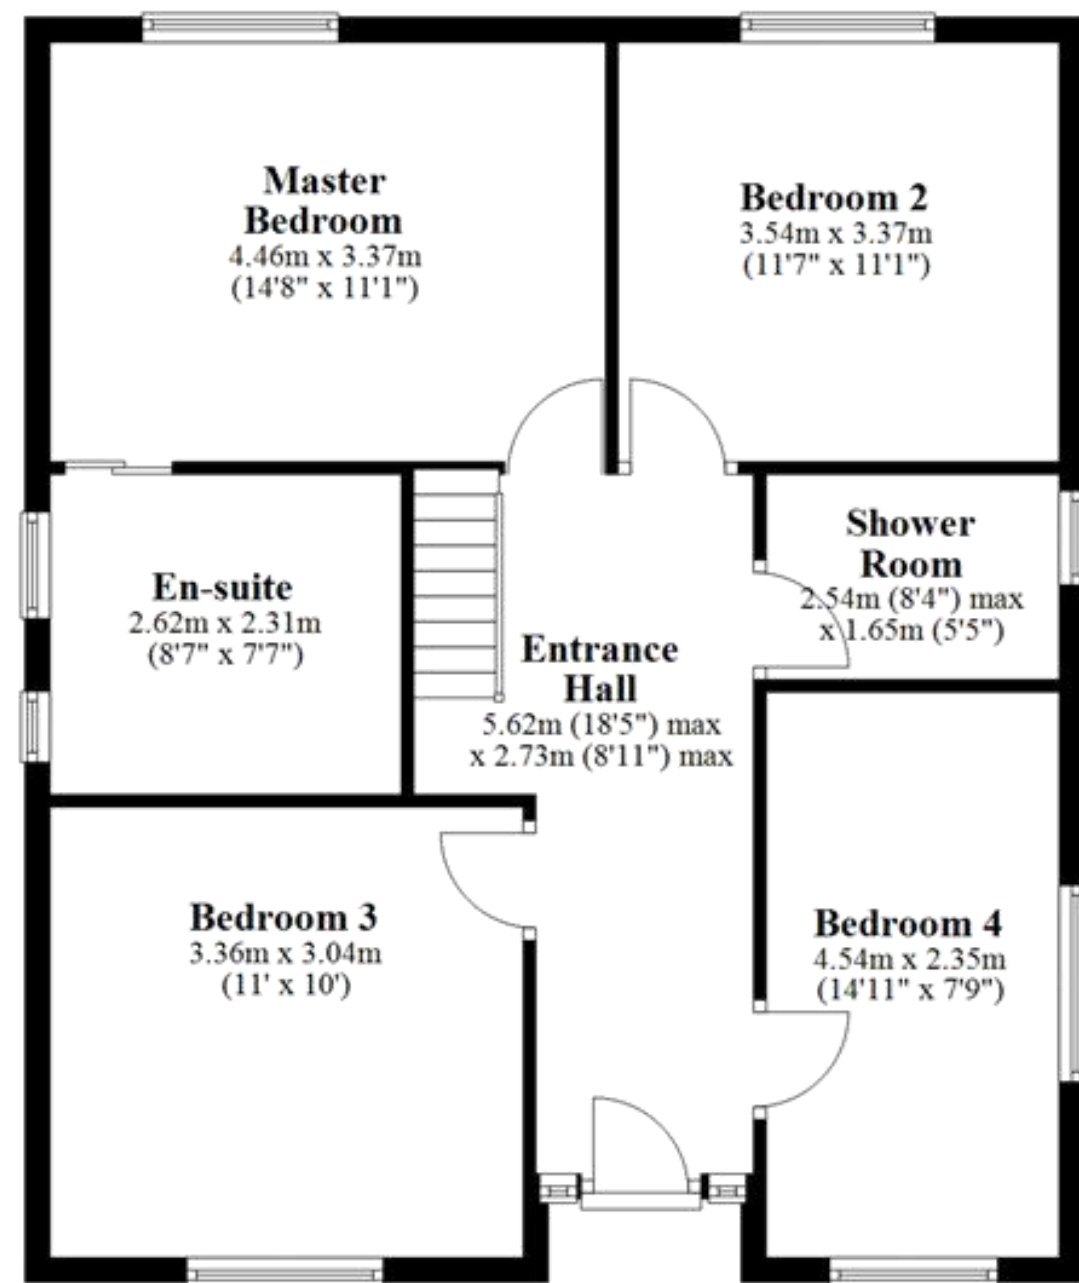 Master
Bedroom
4.46m x 3.37m
(14'8" x 11'1")
Bedroom 2
3.54m x 3.37m
(11'7" x 11'1")
En-suite
2.62m x 2.31m
(8'7" x 7'7")
Shower
Room
2.54m (8'4") max
x 1.65m (5'5")
Entrance
Hall
5.62m (18'5") max
x 2.73m (8'11") max
Bedroom 3
3.36m x 3.04m
(11' x 10')
Bedroom 4
4.54m x 2.35m
(14'11" x 7'9")